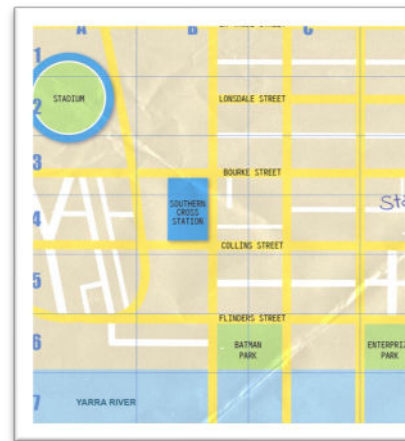 A B C
1
STADIUM
2
LONSDALE STREET
3
BOURKE STREET
SOUTHERN
CROSS
STATION
4
COLLINS STREET
5
FLINDERS STREET
6
BATMAN
PARK
7
YARRA RIVER